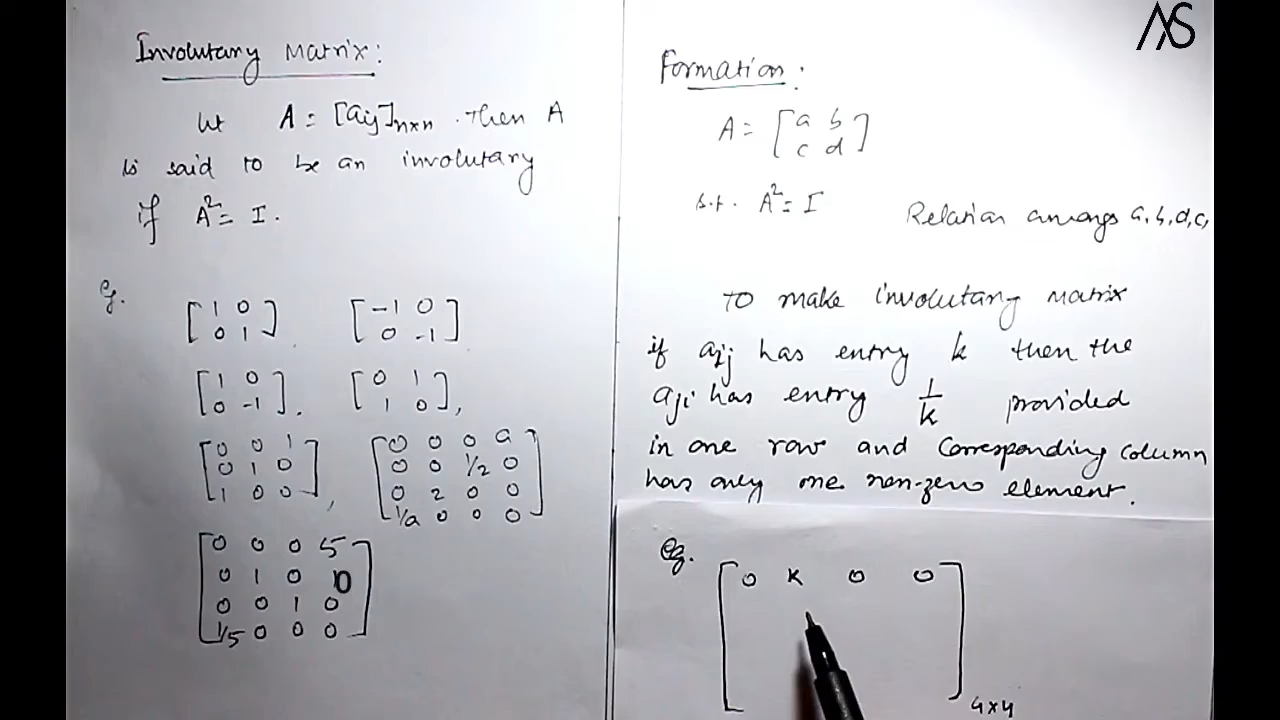 AS
Involutary Matrix:
Let A = [aij]n×n . Then A
is said to be an involutary
if A² = I.
eg.
[1 0
0 1],
[-1 0
0 -1],
[1 0
0 -1],
[0 1
1 0],
[0 0 1
0 1 0
1 0 0],
[0 0 0 a
0 0 1/2 0
0 2 0 0
1/a 0 0 0]
[0 0 0 5
0 1 0 0
0 0 1 0
1/5 0 0 0]
Formation:
A = [a b
c d]
s.t. A² = I
Relation amongs a, b, d, c,
To make involutary matrix
if aij has entry k then the
aji has entry 1/k provided
in one row and corresponding column
has only one non-zero element.
eg.
[0 k 0 0
]4×4